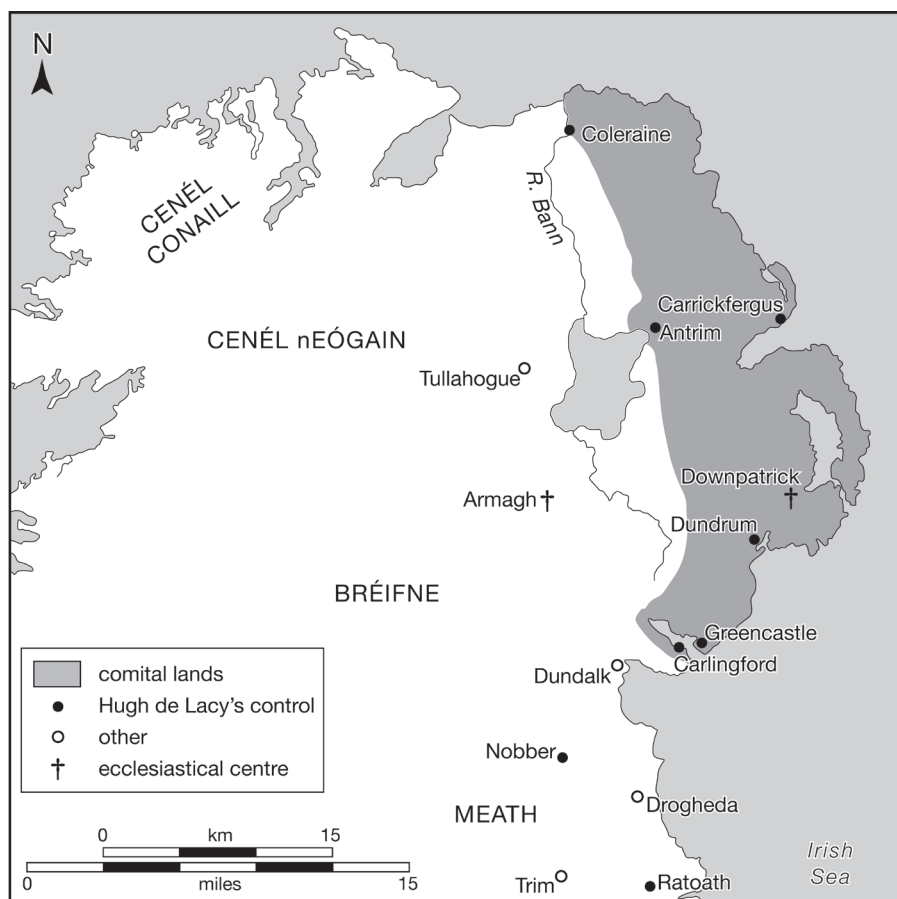 N
Coleraine
CENÉL
CONAILL
R. Bann
Carrickfergus
Antrim
CENÉL nEÓGAIN
Tullahogue
Downpatrick
Armagh
Dundrum
BRÉIFNE
Greencastle
Carlingford
Dundalk
comital lands
Hugh de Lacy's control
other
ecclesiastical centre
Nobber
Drogheda
MEATH
0 km 15
0 miles 15
Trim
Ratoath
Irish
Sea